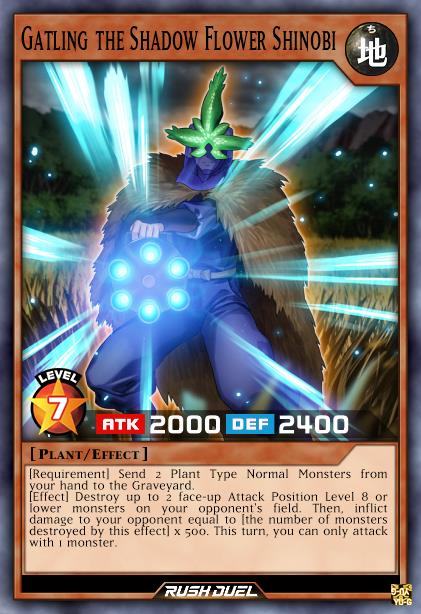 GATLING THE SHADOW FLOWER SHINOBI
ち
地
LEVEL
7
ATK 2000 DEF 2400
[PLANT/EFFECT]
[Requirement] Send 2 Plant Type Normal Monsters from
your hand to the Graveyard.
[Effect] Destroy up to 2 face-up Attack Position Level 8 or
lower monsters on your opponent's field. Then, inflict
damage to your opponent equal to [the number of monsters
destroyed by this effect] x 500. This turn, you can only attack
with 1 monster.
RUSH DUEL